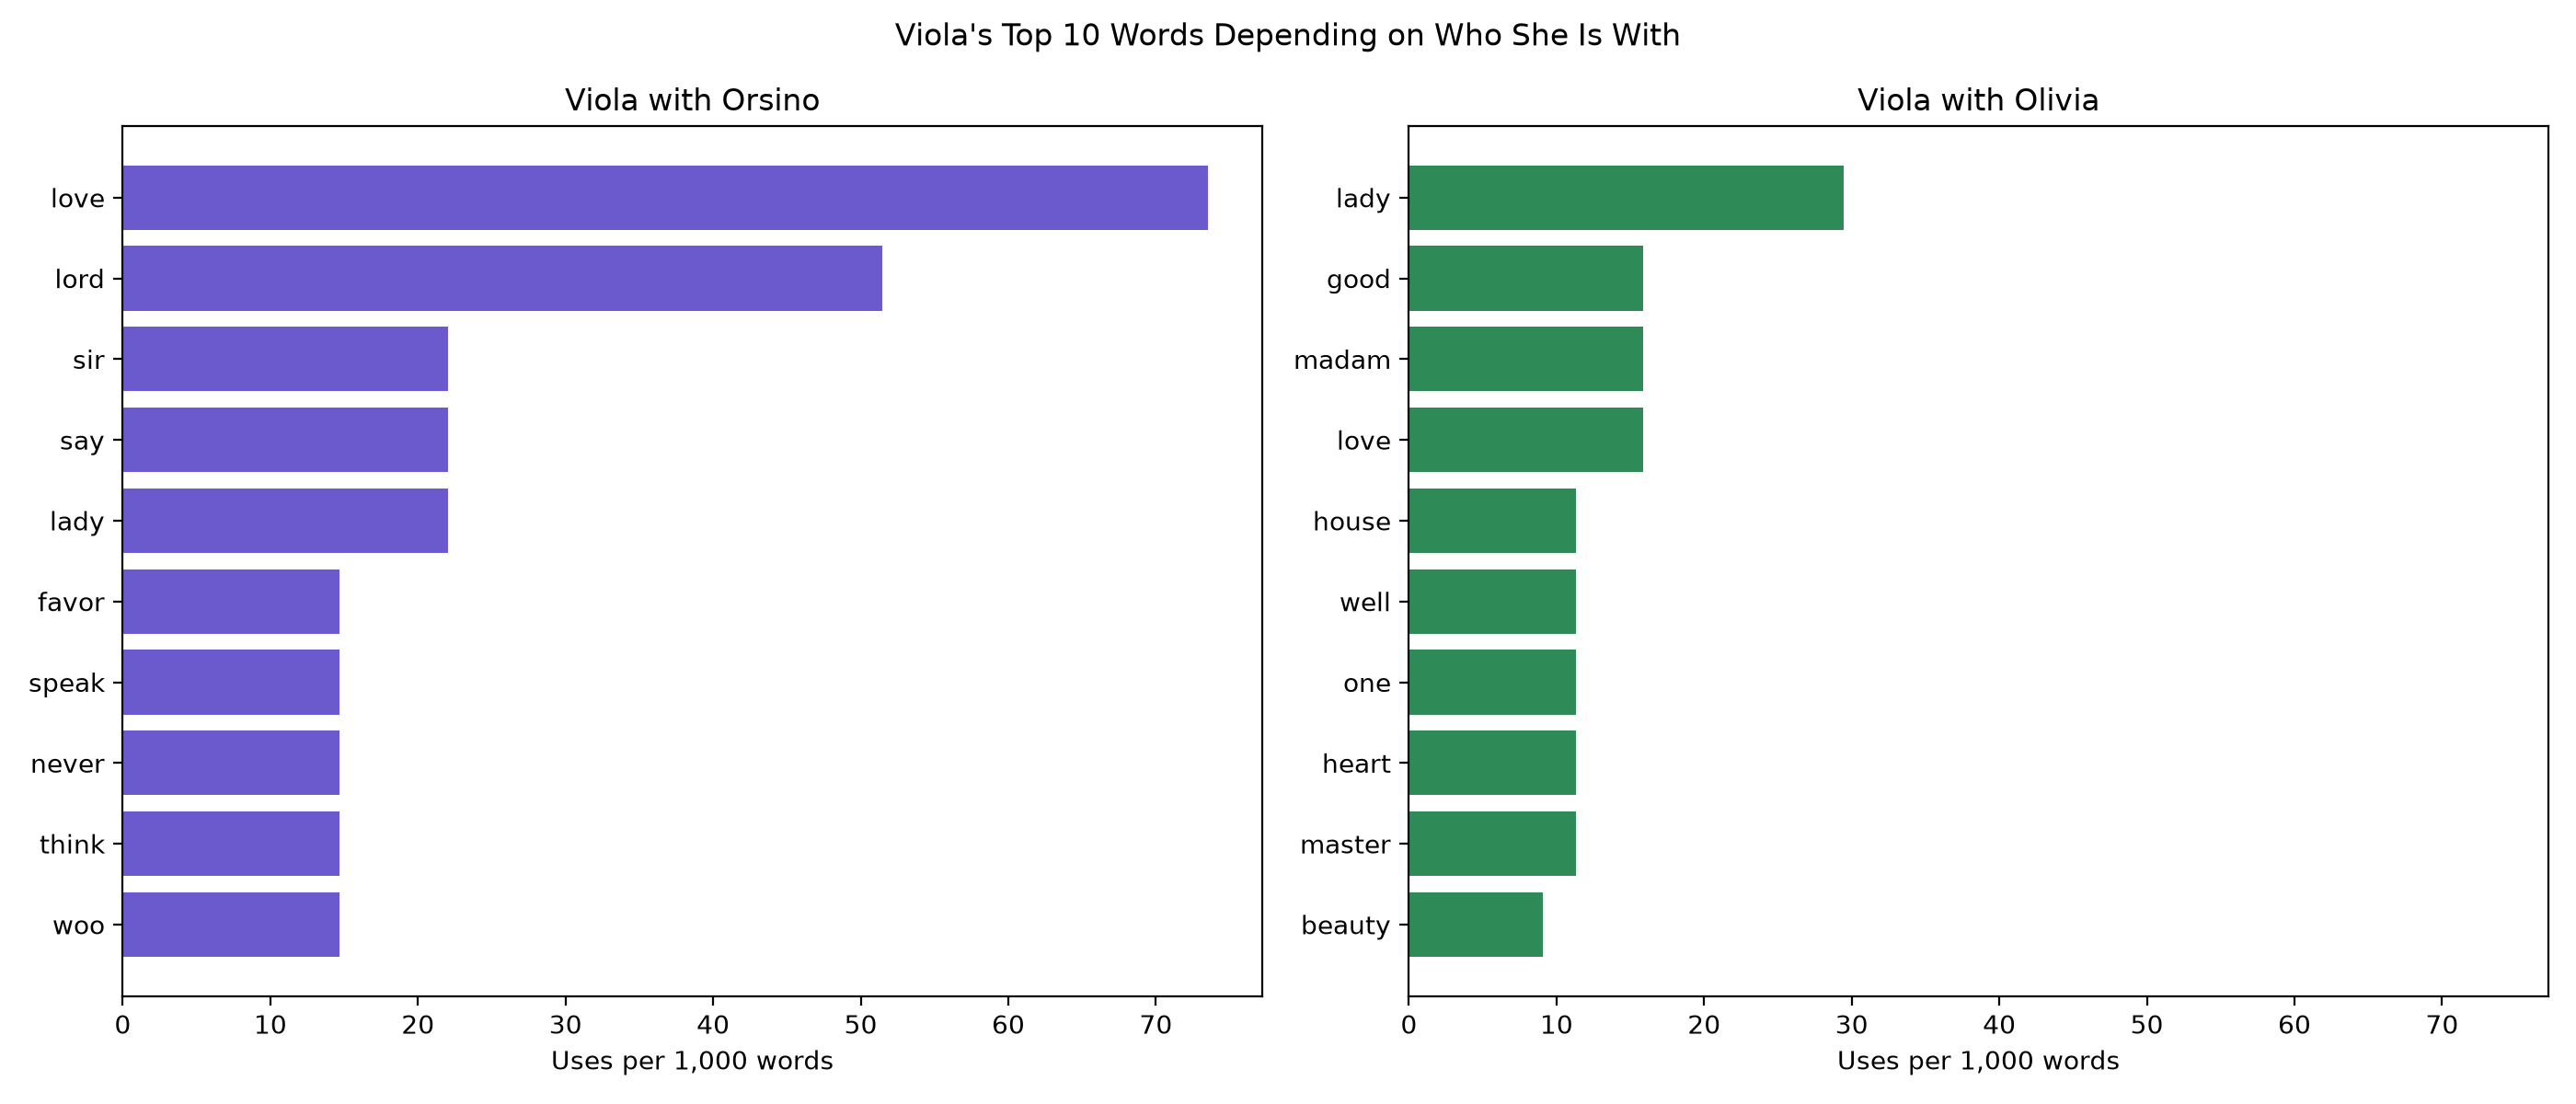 Viola's Top 10 Words Depending on Who She Is With
Viola with Orsino
love
lord
sir
say
lady
favor
speak
never
think
woo
0 10 20 30 40 50 60 70
Uses per 1,000 words
Viola with Olivia
lady
good
madam
love
house
well
one
heart
master
beauty
0 10 20 30 40 50 60 70
Uses per 1,000 words